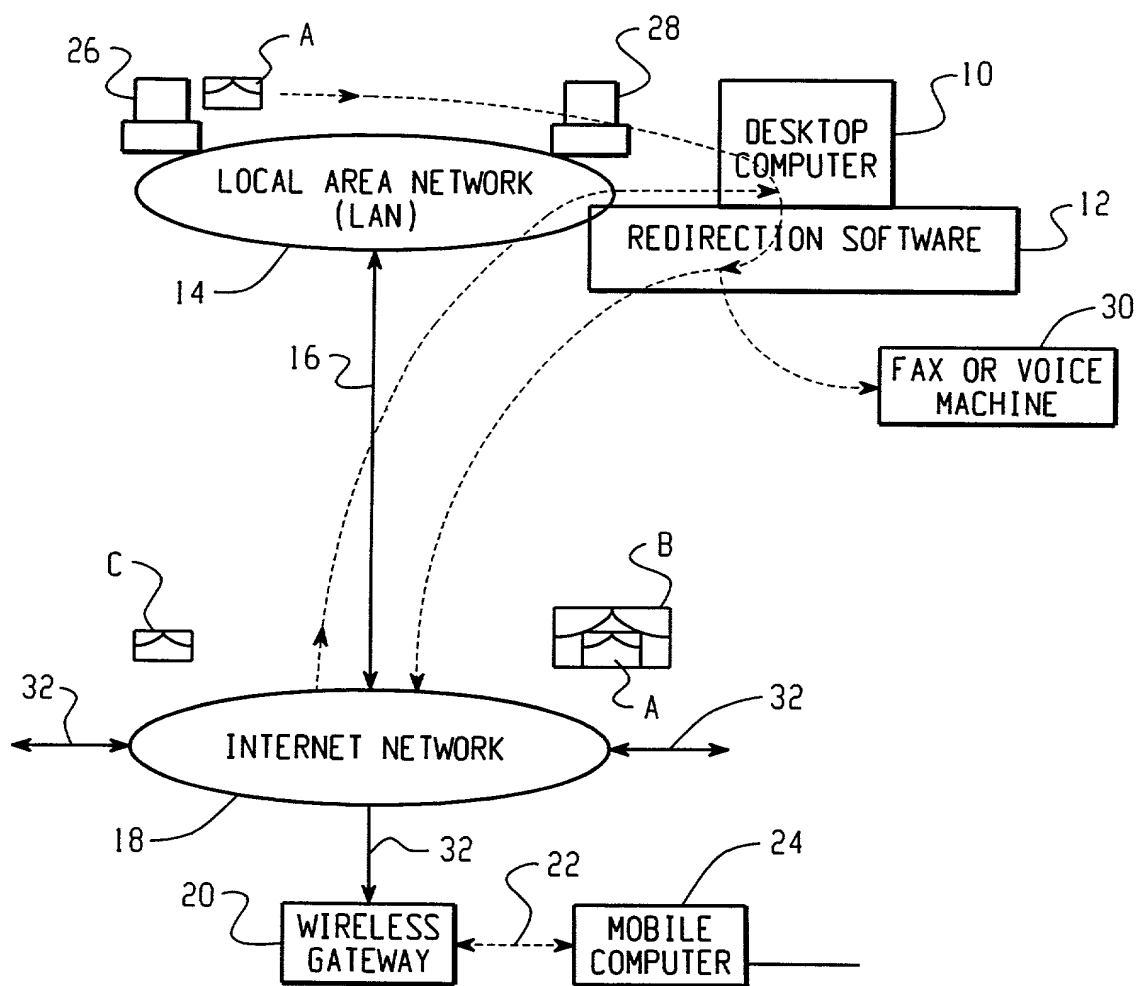 26
A
28
10
DESKTOP
COMPUTER
LOCAL AREA NETWORK
(LAN)
12
REDIRECTION SOFTWARE
14
30
16
FAX OR VOICE
MACHINE
C
B
A
32
32
INTERNET NETWORK
18
32
24
20
22
WIRELESS
GATEWAY
MOBILE
COMPUTER